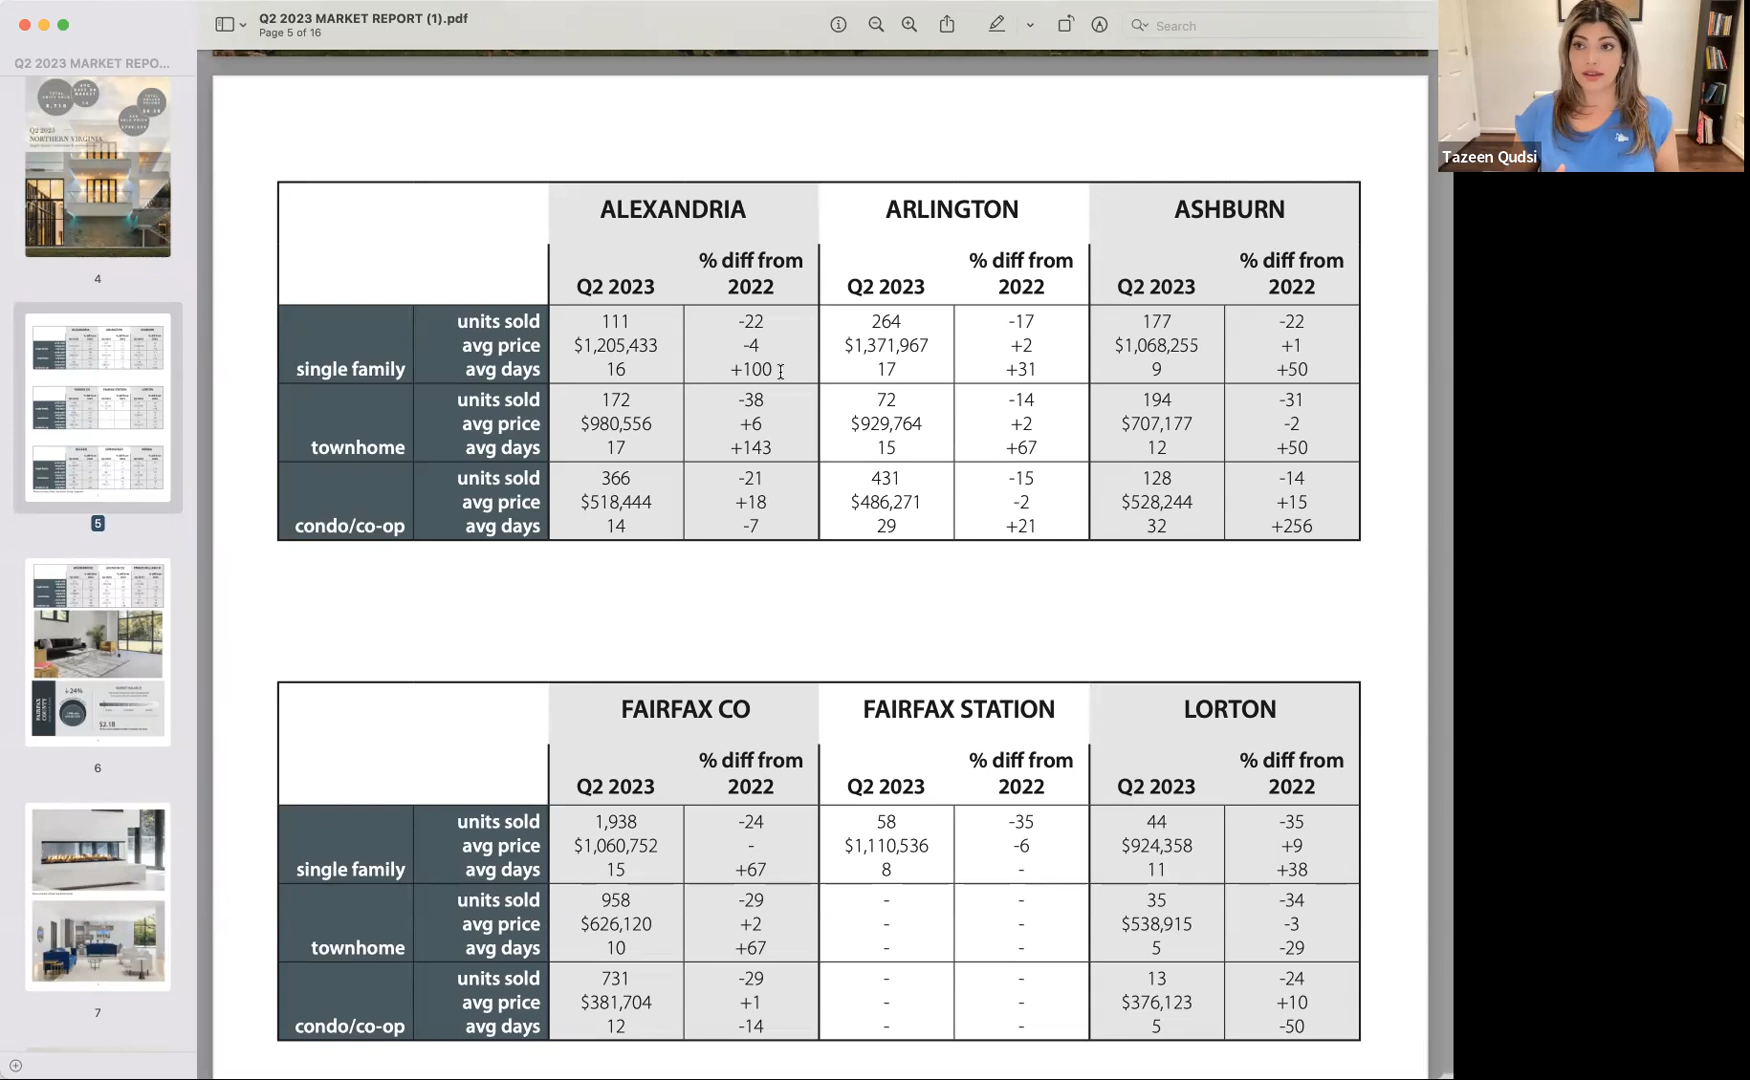 Q2 2023 MARKET REPORT (1).pdf
Page 5 of 16
Search
Q2 2023 MARKET REPO...
Q2 2023
NORTHERN VIRGINIA
4
5
6
7
Tazeen Qudsi
ALEXANDRIA ARLINGTON ASHBURN
% diff from % diff from % diff from
Q2 2023 2022 Q2 2023 2022 Q2 2023 2022
units sold 111 -22 264 -17 177 -22
avg price $1,205,433 -4 $1,371,967 +2 $1,068,255 +1
single family avg days 16 +100 17 +31 9 +50
units sold 172 -38 72 -14 194 -31
avg price $980,556 +6 $929,764 +2 $707,177 -2
townhome avg days 17 +143 15 +67 12 +50
units sold 366 -21 431 -15 128 -14
avg price $518,444 +18 $486,271 -2 $528,244 +15
condo/co-op avg days 14 -7 29 +21 32 +256
FAIRFAX CO FAIRFAX STATION LORTON
% diff from % diff from % diff from
Q2 2023 2022 Q2 2023 2022 Q2 2023 2022
units sold 1,938 -24 58 -35 44 -35
avg price $1,060,752 - $1,110,536 -6 $924,358 +9
single family avg days 15 +67 8 - 11 +38
units sold 958 -29 - - 35 -34
avg price $626,120 +2 - - $538,915 -3
townhome avg days 10 +67 - - 5 -29
units sold 731 -29 - - 13 -24
avg price $381,704 +1 - - $376,123 +10
condo/co-op avg days 12 -14 - - 5 -50